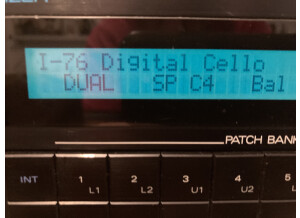 I-76 Digital Cello
DUAL SP C4 Bal
PATCH BANK
INT 1 2 3 4 5
L1 L2 U1 U2